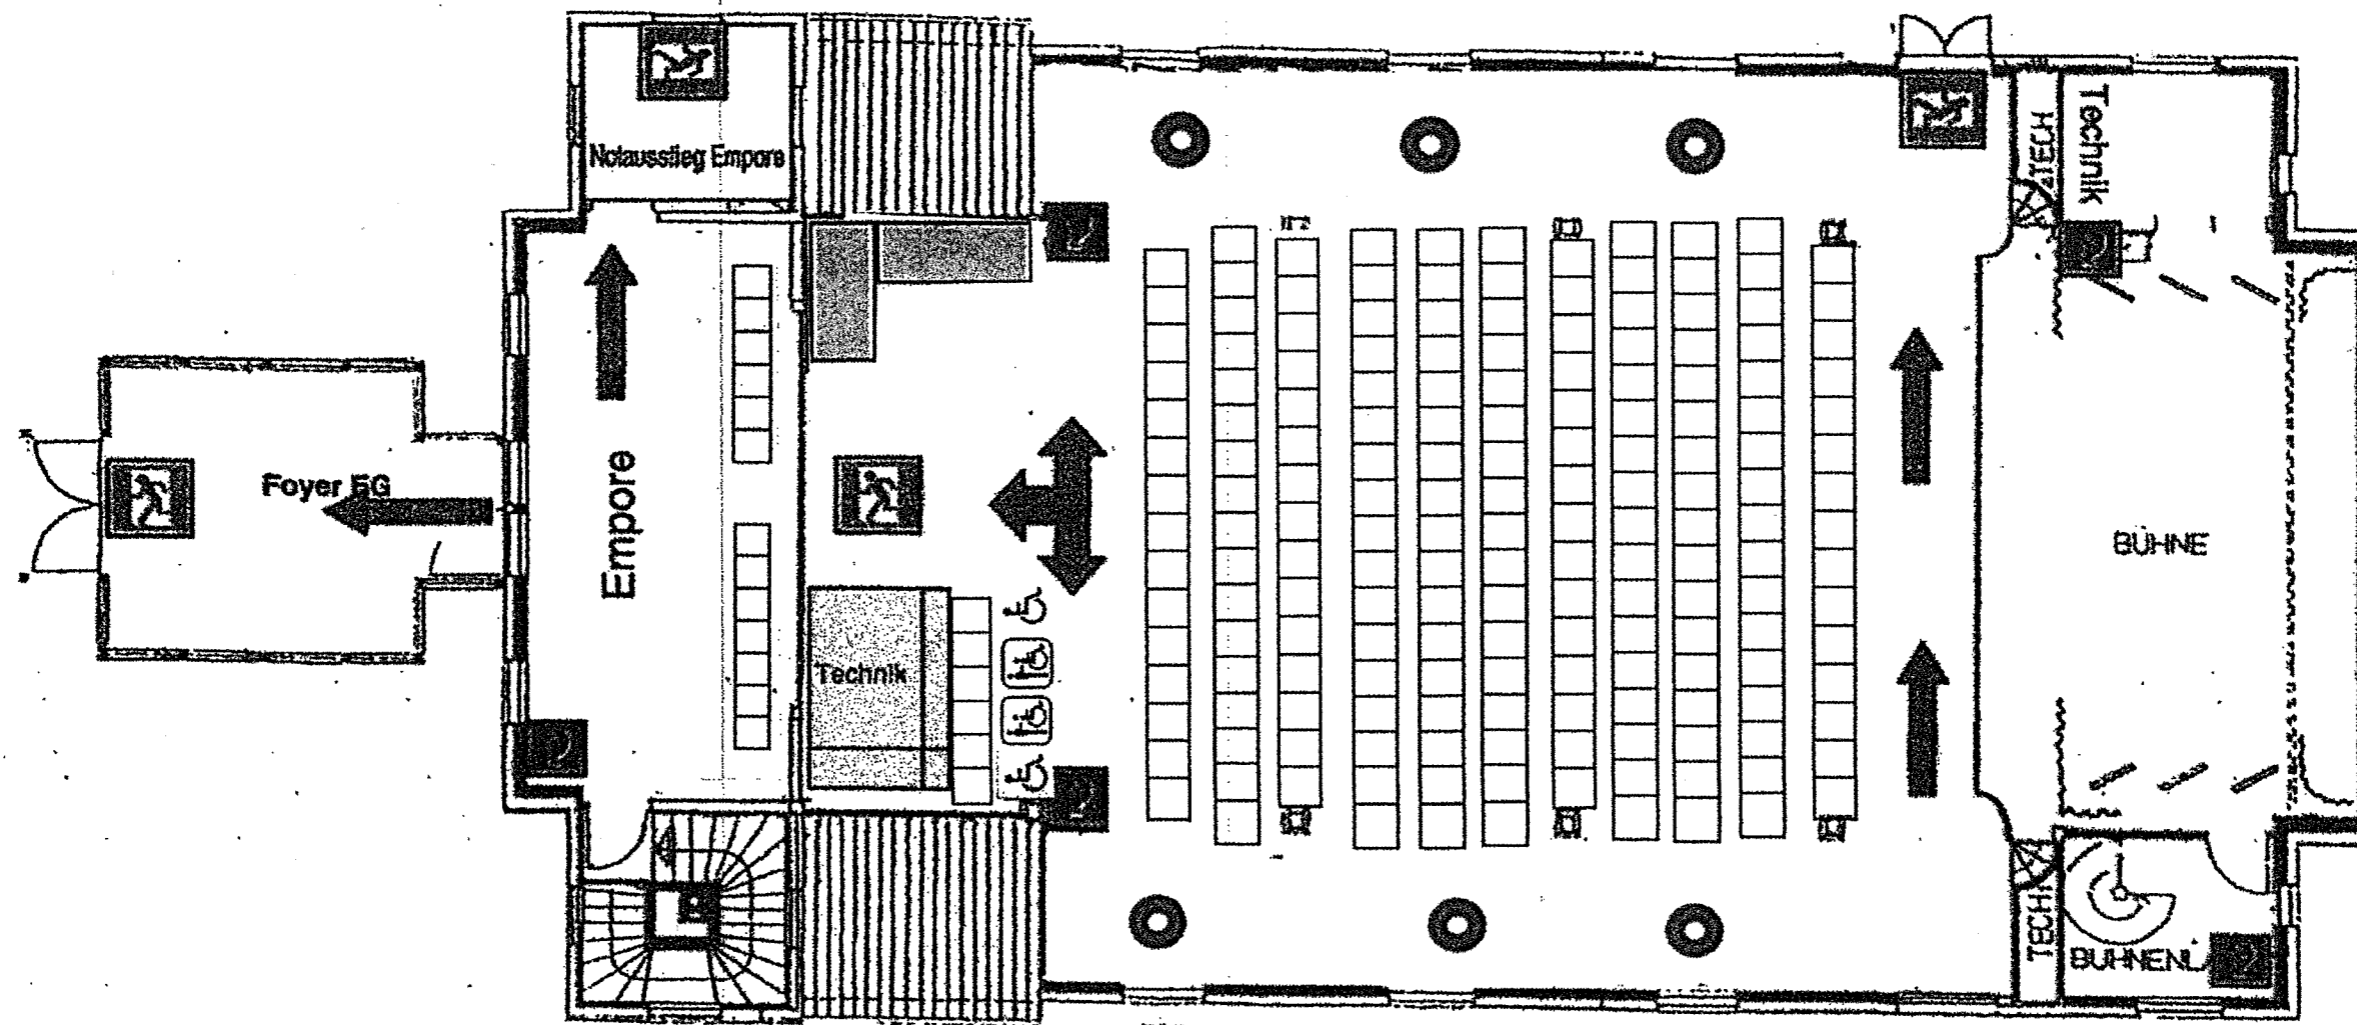 Notausstieg Empore
TECH
Technik
Foyer EG
Empore
BÜHNE
Technik
TECH
BÜHNENL